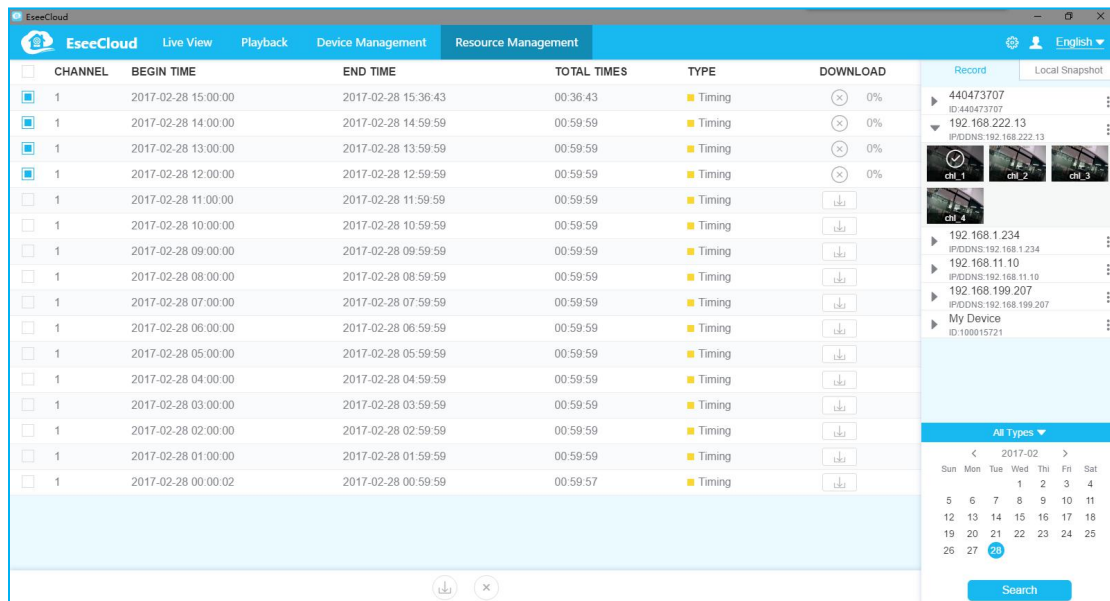 EseeCloud
EseeCloud Live View Playback Device Management Resource Management English
CHANNEL BEGIN TIME END TIME TOTAL TIMES TYPE DOWNLOAD
1 2017-02-28 15:00:00 2017-02-28 15:36:43 00:36:43 Timing 0%
1 2017-02-28 14:00:00 2017-02-28 14:59:59 00:59:59 Timing 0%
1 2017-02-28 13:00:00 2017-02-28 13:59:59 00:59:59 Timing 0%
1 2017-02-28 12:00:00 2017-02-28 12:59:59 00:59:59 Timing 0%
1 2017-02-28 11:00:00 2017-02-28 11:59:59 00:59:59 Timing
1 2017-02-28 10:00:00 2017-02-28 10:59:59 00:59:59 Timing
1 2017-02-28 09:00:00 2017-02-28 09:59:59 00:59:59 Timing
1 2017-02-28 08:00:00 2017-02-28 08:59:59 00:59:59 Timing
1 2017-02-28 07:00:00 2017-02-28 07:59:59 00:59:59 Timing
1 2017-02-28 06:00:00 2017-02-28 06:59:59 00:59:59 Timing
1 2017-02-28 05:00:00 2017-02-28 05:59:59 00:59:59 Timing
1 2017-02-28 04:00:00 2017-02-28 04:59:59 00:59:59 Timing
1 2017-02-28 03:00:00 2017-02-28 03:59:59 00:59:59 Timing
1 2017-02-28 02:00:00 2017-02-28 02:59:59 00:59:59 Timing
1 2017-02-28 01:00:00 2017-02-28 01:59:59 00:59:59 Timing
1 2017-02-28 00:00:02 2017-02-28 00:59:59 00:59:57 Timing
Record Local Snapshot
440473707
ID:440473707
192.168.222.13
IP/DDNS:192.168.222.13
chl_1 chl_2 chl_3
chl_4
192.168.1.234
IP/DDNS:192.168.1.234
192.168.11.10
IP/DDNS:192.168.11.10
192.168.199.207
IP/DDNS:192.168.199.207
My Device
ID:100015721
All Types
2017-02
Sun Mon Tue Wed Thi Fri Sat
1 2 3 4
5 6 7 8 9 10 11
12 13 14 15 16 17 18
19 20 21 22 23 24 25
26 27 28
Search